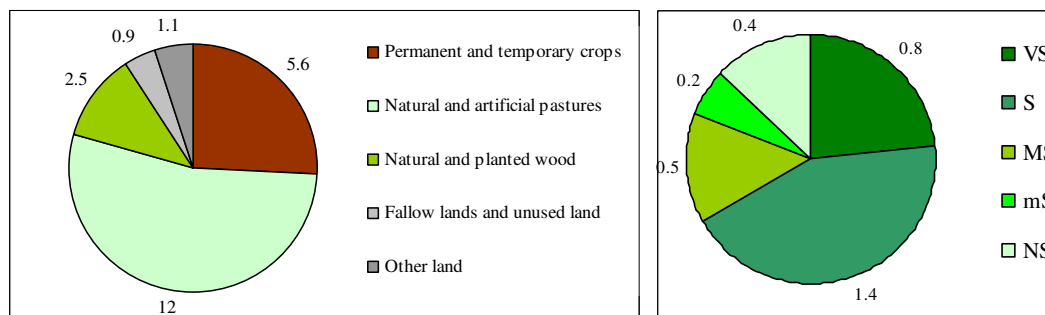 1.1
0.9
2.5
5.6
12
Permanent and temporary crops
Natural and artificial pastures
Natural and planted wood
Fallow lands and unused land
Other land
0.4
0.8
0.2
0.5
1.4
VS
S
MS
mS
NS